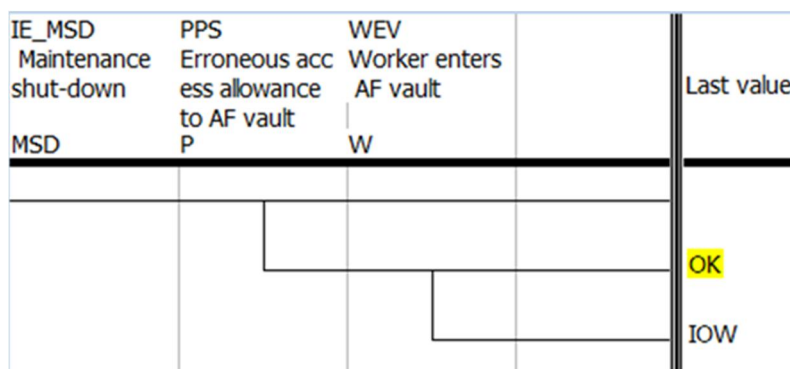 IE_MSD
Maintenance
shut-down
MSD
PPS
Erroneous acc
ess allowance
to AF vault
P
WEV
Worker enters
AF vault
W
Last value
OK
IOW